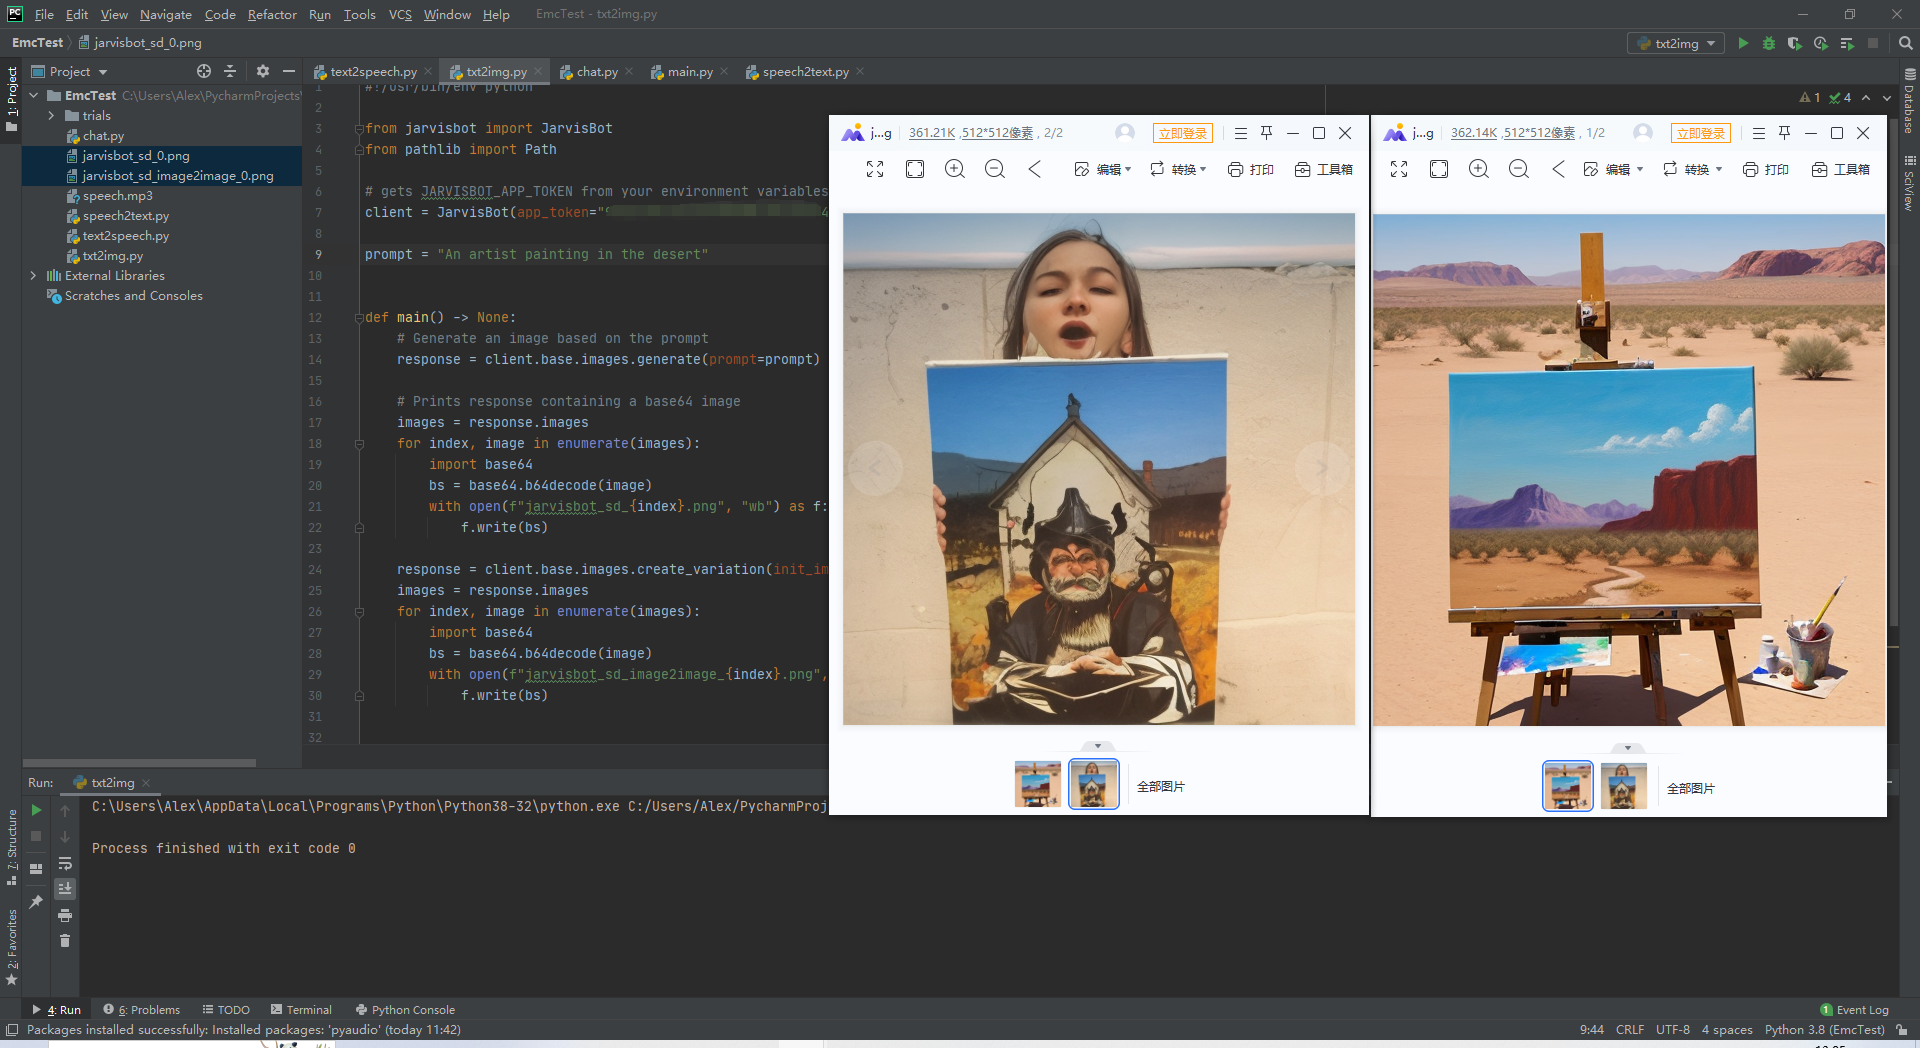 File Edit View Navigate Code Refactor Run Tools VCS Window Help EmcTest - txt2img.py
EmcTest jarvisbot_sd_0.png txt2img
1: Project
Project
text2speech.py txt2img.py chat.py main.py speech2text.py
EmcTest C:\Users\Alex\PycharmProjects\
trials
chat.py
jarvisbot_sd_0.png
jarvisbot_sd_image2image_0.png
speech.mp3
speech2text.py
text2speech.py
txt2img.py
External Libraries
Scratches and Consoles
1 4
Database
SciView
1 #!/usr/bin/env python
2
3 from jarvisbot import JarvisBot
4 from pathlib import Path
5
6 # gets JARVISBOT_APP_TOKEN from your environment variables
7 client = JarvisBot(app_token="
8
9 prompt = "An artist painting in the desert"
10
11
12 def main() -> None:
13 # Generate an image based on the prompt
14 response = client.base.images.generate(prompt=prompt)
15
16 # Prints response containing a base64 image
17 images = response.images
18 for index, image in enumerate(images):
19 import base64
20 bs = base64.b64decode(image)
21 with open(f"jarvisbot_sd_{index}.png", "wb") as f:
22 f.write(bs)
23
24 response = client.base.images.create_variation(init_im
25 images = response.images
26 for index, image in enumerate(images):
27 import base64
28 bs = base64.b64decode(image)
29 with open(f"jarvisbot_sd_image2image_{index}.png",
30 f.write(bs)
31
32
j...g 361.21K ,512*512像素 , 2/2 立即登录
编辑 转换 打印 工具箱
全部图片
j...g 362.14K ,512*512像素 , 1/2 立即登录
编辑 转换 打印 工具箱
全部图片
Run: txt2img
C:\Users\Alex\AppData\Local\Programs\Python\Python38-32\python.exe C:/Users/Alex/PycharmProj
Process finished with exit code 0
7: Structure
2: Favorites
4: Run 6: Problems TODO Terminal Python Console 1 Event Log
Packages installed successfully: Installed packages: 'pyaudio' (today 11:42) 9:44 CRLF UTF-8 4 spaces Python 3.8 (EmcTest)